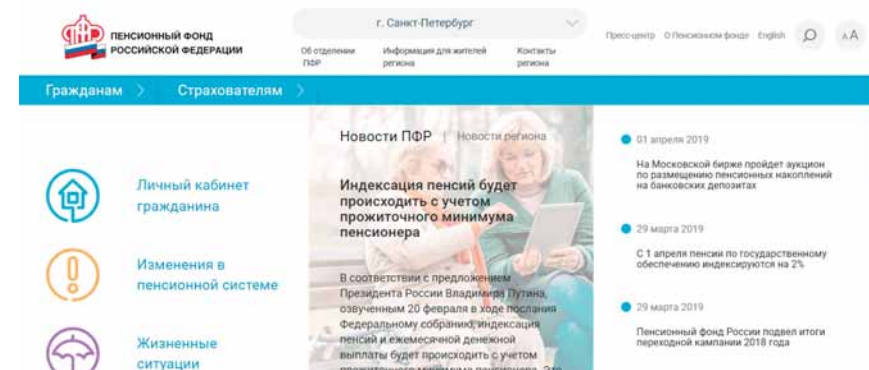 ПЕНСИОННЫЙ ФОНД
РОССИЙСКОЙ ФЕДЕРАЦИИ
г. Санкт-Петербург
Об отделении
ПФР
Информация для жителей
региона
Контакты
региона
Пресс-центр О Пенсионном фонде English
АА
Гражданам
Страхователям
Личный кабинет
гражданина
Изменения в
пенсионной системе
Жизненные
ситуации
Новости ПФР | Новости региона
Индексация пенсий будет
происходить с учетом
прожиточного минимума
пенсионера
В соответствии с предложением
Президента России Владимира Путина,
озвученным 20 февраля в ходе послания
Федеральному собранию, индексация
пенсий и ежемесячной денежной
выплаты будет происходить с учетом
прожиточного минимума пенсионера. Это
01 апреля 2019
На Московской бирже пройдет аукцион
по размещению пенсионных накоплений
на банковских депозитах
29 марта 2019
С 1 апреля пенсии по государственному
обеспечению индексируются на 2%
29 марта 2019
Пенсионный фонд России подвел итоги
переходной кампании 2018 года